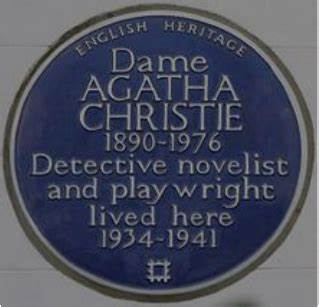 ENGLISH HERITAGE
Dame
AGATHA
CHRISTIE
1890-1976
Detective novelist
and playwright
lived here
1934-1941